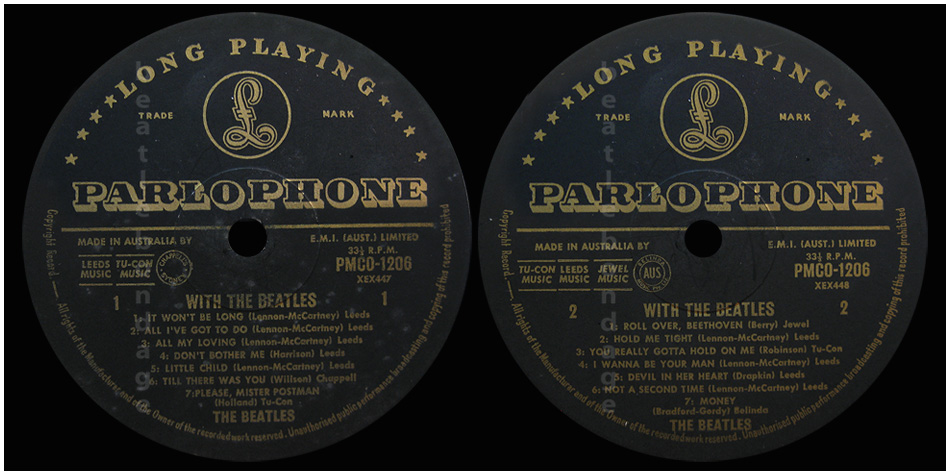 LONG PLAYING
TRADE MARK
£
PARLOPHONE
MADE IN AUSTRALIA BY
E.M.I. (AUST.) LIMITED
33⅓ R.P.M.
LEEDS MUSIC
TU-CON MUSIC
CHAPPELL
PMCO-1206
XEX447
1 WITH THE BEATLES 1
1: IT WON'T BE LONG (Lennon-McCartney) Leeds
2: ALL I'VE GOT TO DO (Lennon-McCartney) Leeds
3: ALL MY LOVING (Lennon-McCartney) Leeds
4: DON'T BOTHER ME (Harrison) Leeds
5: LITTLE CHILD (Lennon-McCartney) Leeds
6: TILL THERE WAS YOU (Willson) Chappell
7:PLEASE, MISTER POSTMAN
(Holland) Tu-Con
THE BEATLES
Copyright Record — All rights of the Manufacturer and of the Owner of the recorded work reserved. Unauthorised public performance broadcasting and copying of this record prohibited
LONG PLAYING
TRADE MARK
£
PARLOPHONE
MADE IN AUSTRALIA BY
E.M.I. (AUST.) LIMITED
33⅓ R.P.M.
TU-CON MUSIC
LEEDS MUSIC
JEWEL MUSIC
BELINDA
AUS
PMCO-1206
XEX448
2 WITH THE BEATLES 2
1: ROLL OVER, BEETHOVEN (Berry) Jewel
2: HOLD ME TIGHT (Lennon-McCartney) Leeds
3: YOU REALLY GOTTA HOLD ON ME (Robinson) Tu-Con
4: I WANNA BE YOUR MAN (Lennon-McCartney) Leeds
5: DEVIL IN HER HEART (Drapkin) Leeds
6: NOT A SECOND TIME (Lennon-McCartney) Leeds
7: MONEY
(Bradford-Gordy) Belinda
THE BEATLES
Copyright Record — All rights of the Manufacturer and of the Owner of the recorded work reserved. Unauthorised public performance broadcasting and copying of this record prohibited